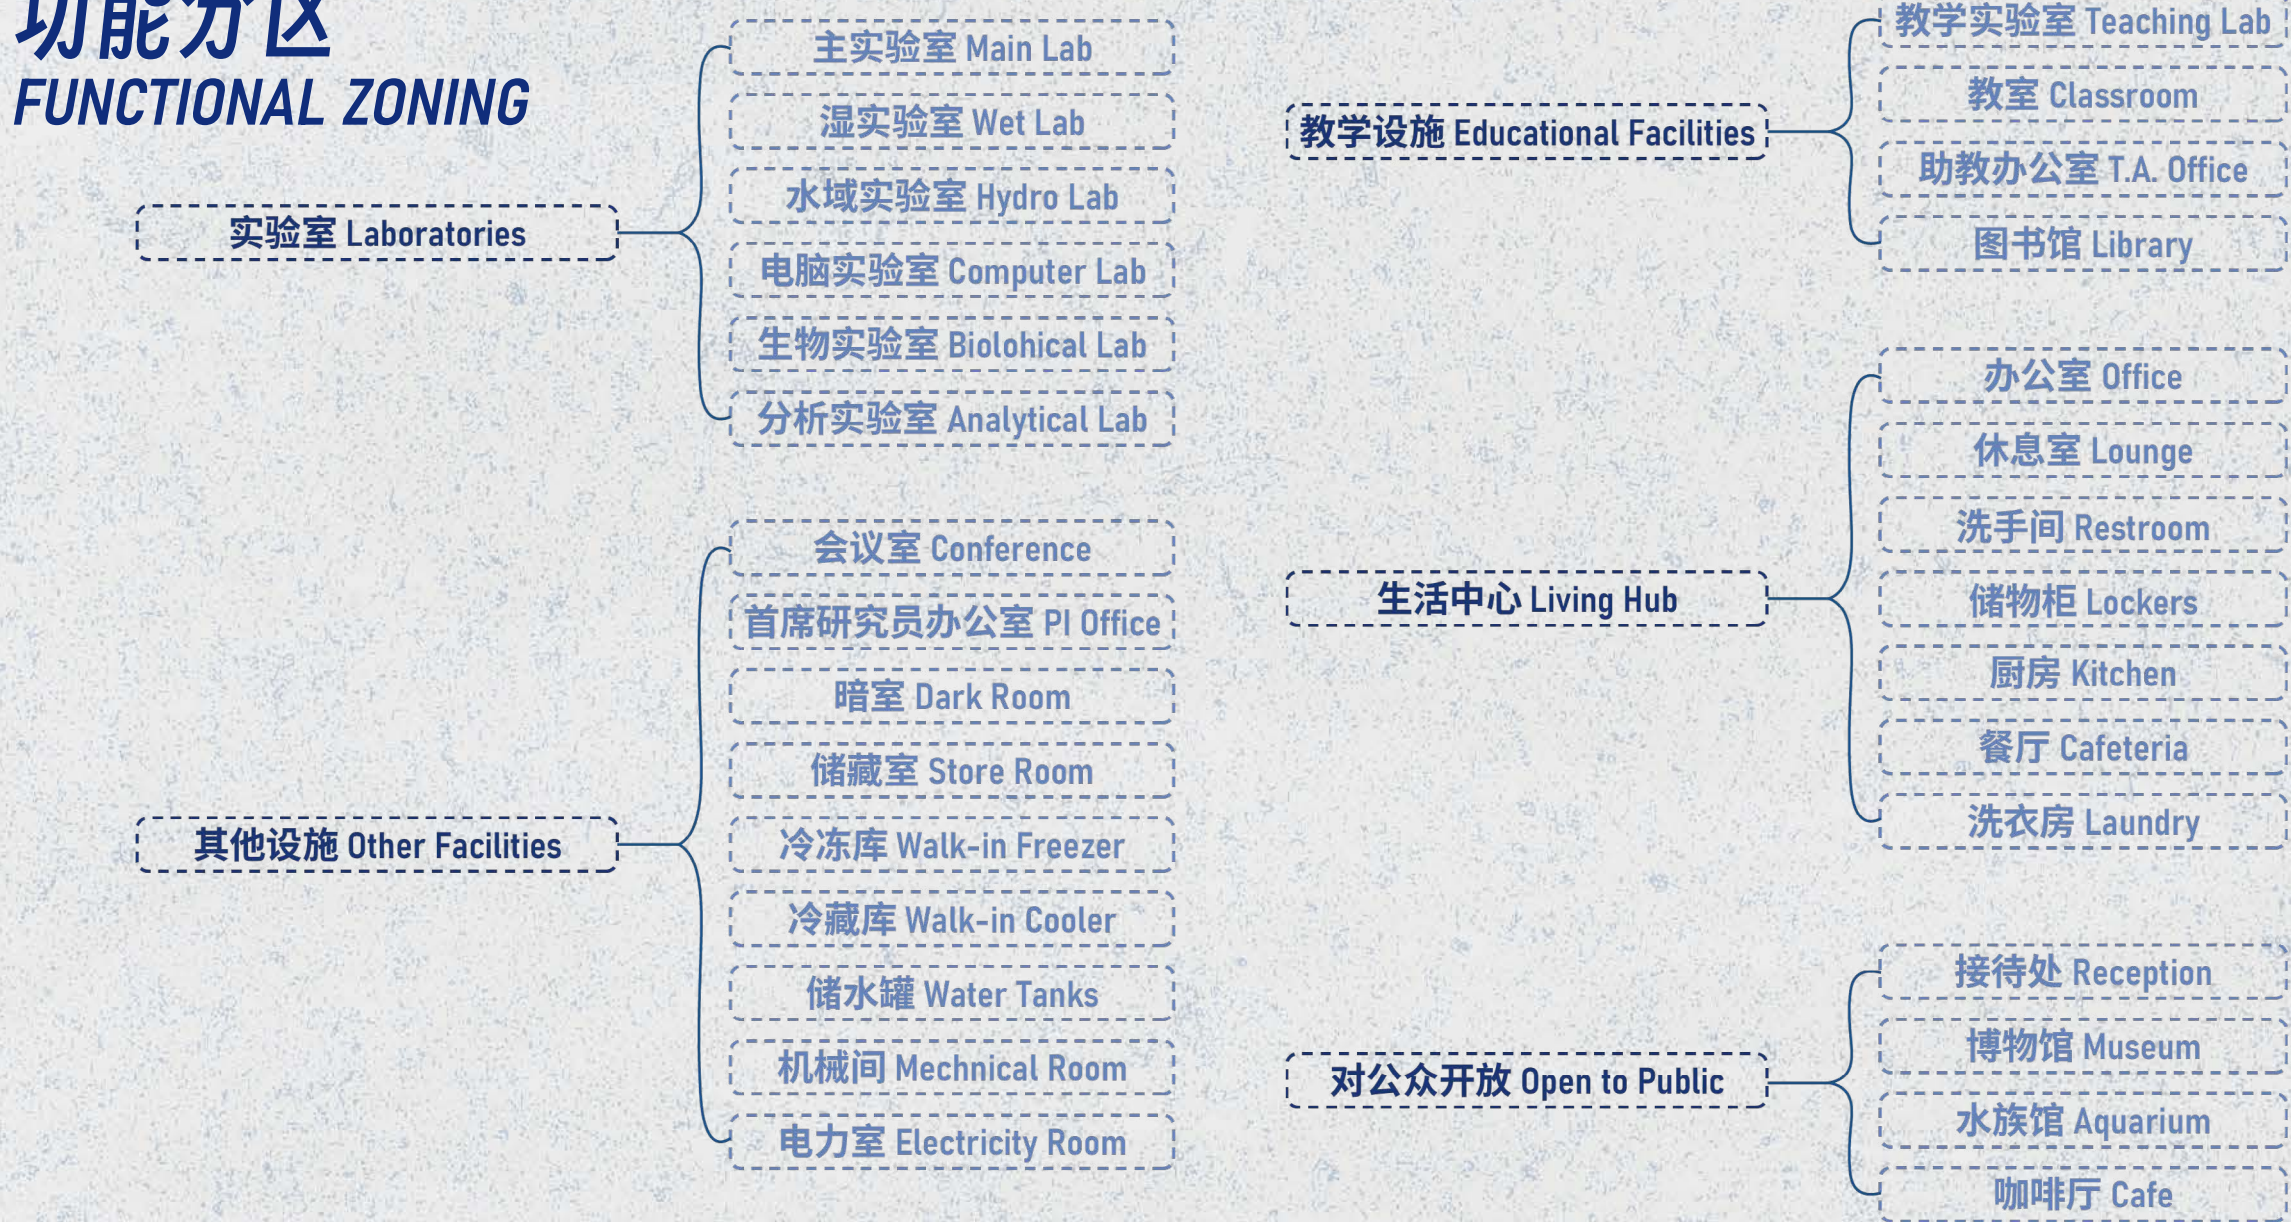 功能分区
FUNCTIONAL ZONING
实验室 Laboratories
主实验室 Main Lab
湿实验室 Wet Lab
水域实验室 Hydro Lab
电脑实验室 Computer Lab
生物实验室 Biolohical Lab
分析实验室 Analytical Lab
其他设施 Other Facilities
会议室 Conference
首席研究员办公室 PI Office
暗室 Dark Room
储藏室 Store Room
冷冻库 Walk-in Freezer
冷藏库 Walk-in Cooler
储水罐 Water Tanks
机械间 Mechnical Room
电力室 Electricity Room
教学设施 Educational Facilities
教学实验室 Teaching Lab
教室 Classroom
助教办公室 T.A. Office
图书馆 Library
生活中心 Living Hub
办公室 Office
休息室 Lounge
洗手间 Restroom
储物柜 Lockers
厨房 Kitchen
餐厅 Cafeteria
洗衣房 Laundry
对公众开放 Open to Public
接待处 Reception
博物馆 Museum
水族馆 Aquarium
咖啡厅 Cafe